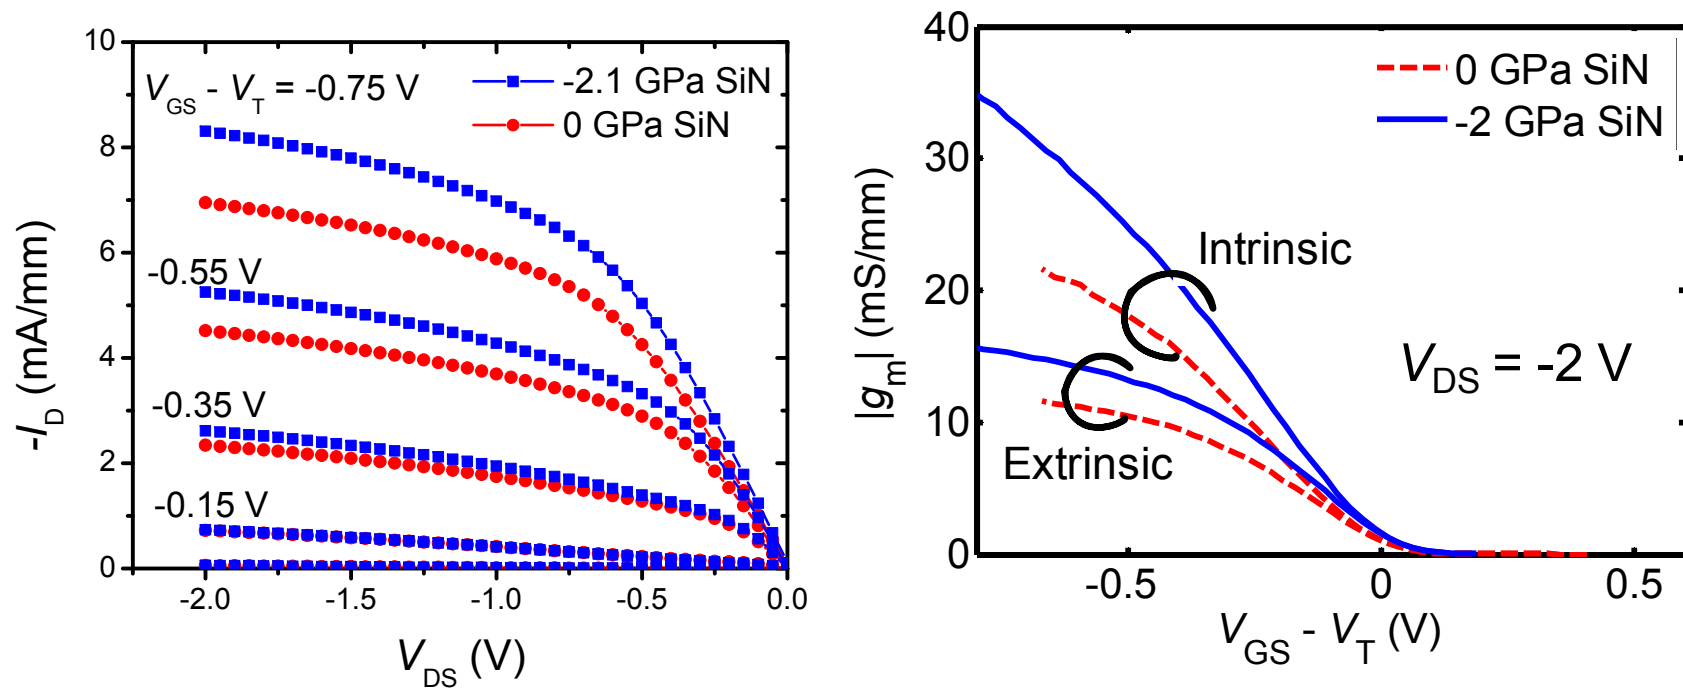 10
8
6
4
2
0
-I_D (mA/mm)
V_GS - V_T = -0.75 V
-2.1 GPa SiN
0 GPa SiN
-0.55 V
-0.35 V
-0.15 V
-2.0 -1.5 -1.0 -0.5 0.0
V_DS (V)
40
30
20
10
0
|g_m| (mS/mm)
0 GPa SiN
-2 GPa SiN
Intrinsic
V_DS = -2 V
Extrinsic
-0.5 0 0.5
V_GS - V_T (V)